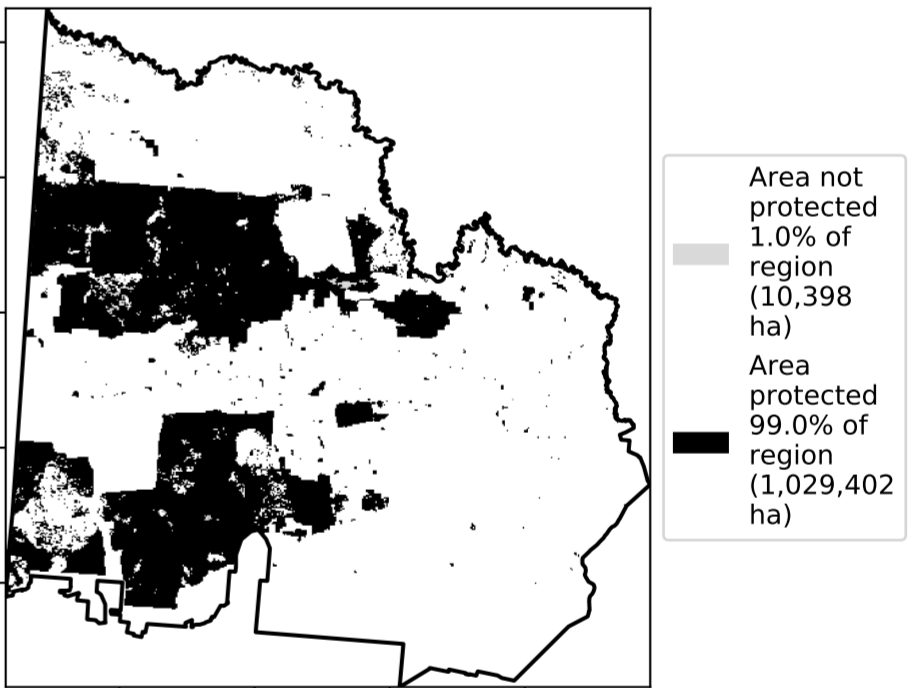 Area not
protected
1.0% of
region
(10,398
ha)
Area
protected
99.0% of
region
(1,029,402
ha)